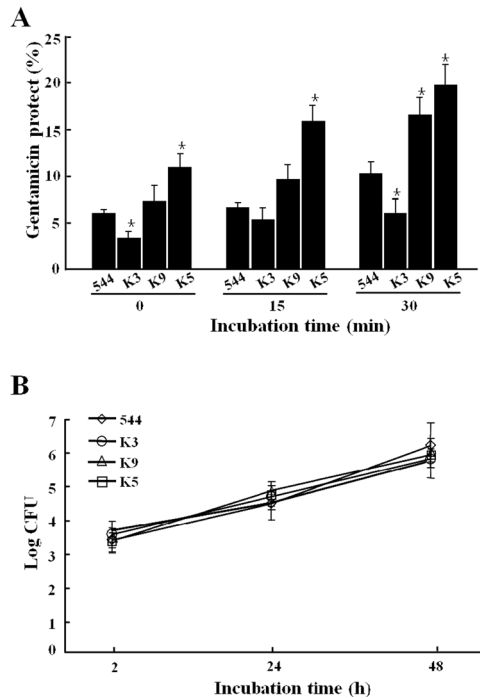 A
Gentamicin protect (%)
25
20
15
10
5
0
* * * * * *
544 K3 K9 K5 544 K3 K9 K5 544 K3 K9 K5
0 15 30
Incubation time (min)
B
Log CFU
7
6
5
4
3
2
1
0
544
K3
K9
K5
2 24 48
Incubation time (h)